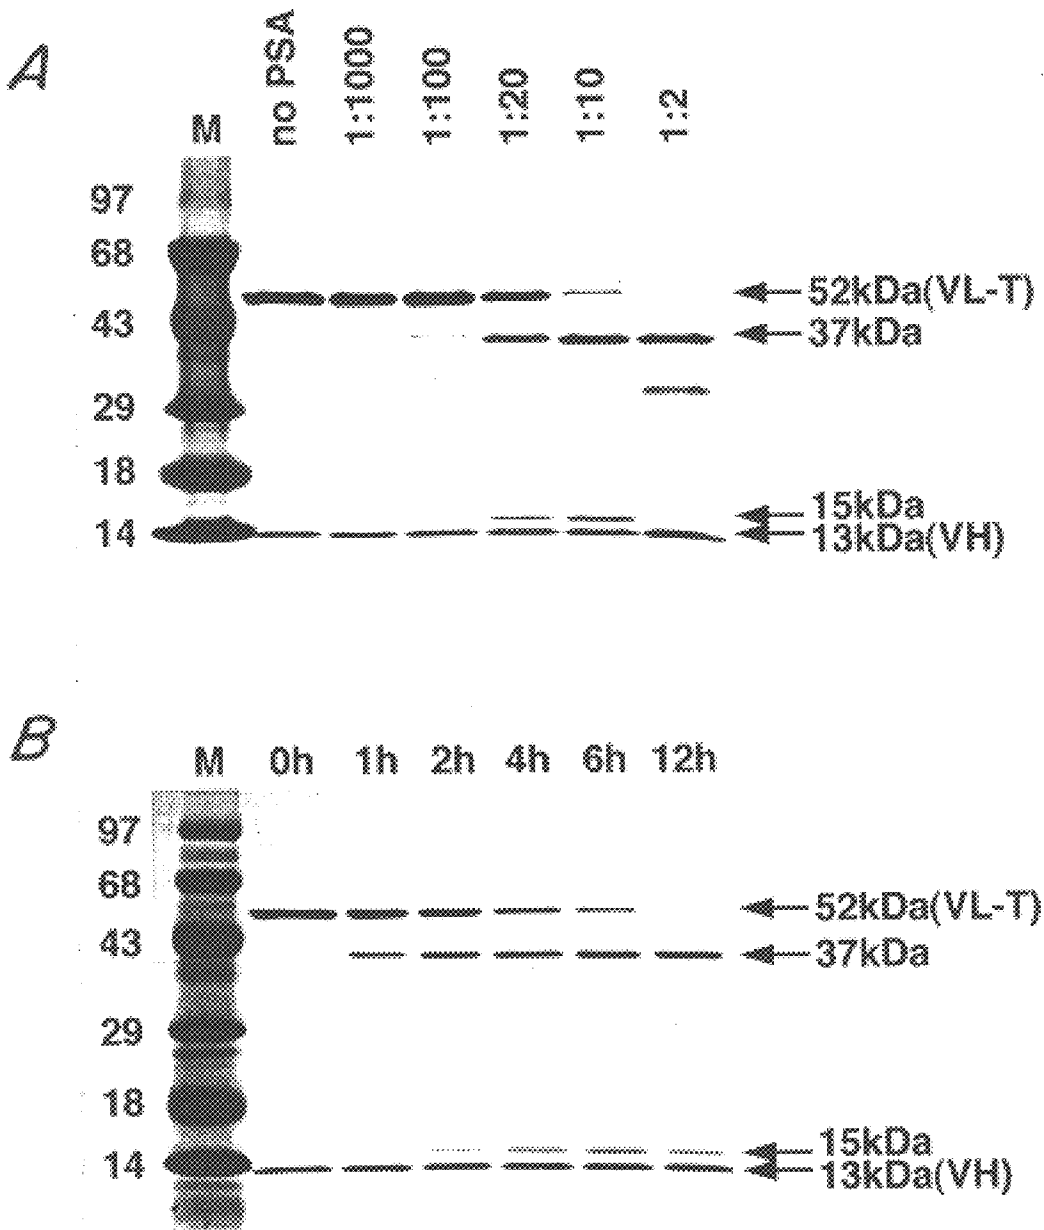 A
M no PSA 1:1000 1:100 1:20 1:10 1:2
97
68
52kDa(VL-T)
43
37kDa
29
18
15kDa
14
13kDa(VH)
B
M 0h 1h 2h 4h 6h 12h
97
68
52kDa(VL-T)
43
37kDa
29
18
15kDa
14
13kDa(VH)